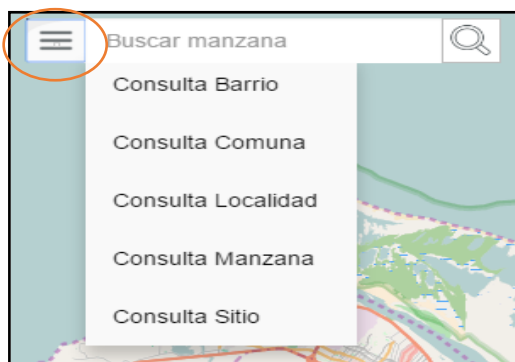 Buscar manzana
Consulta Barrio
Consulta Comuna
Consulta Localidad
Consulta Manzana
Consulta Sitio